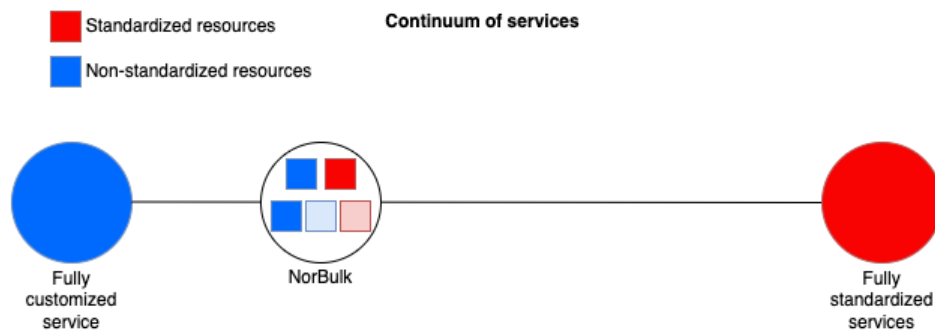 Continuum of services
Standardized resources
Non-standardized resources
Fully
customized
service
NorBulk
Fully
standardized
services